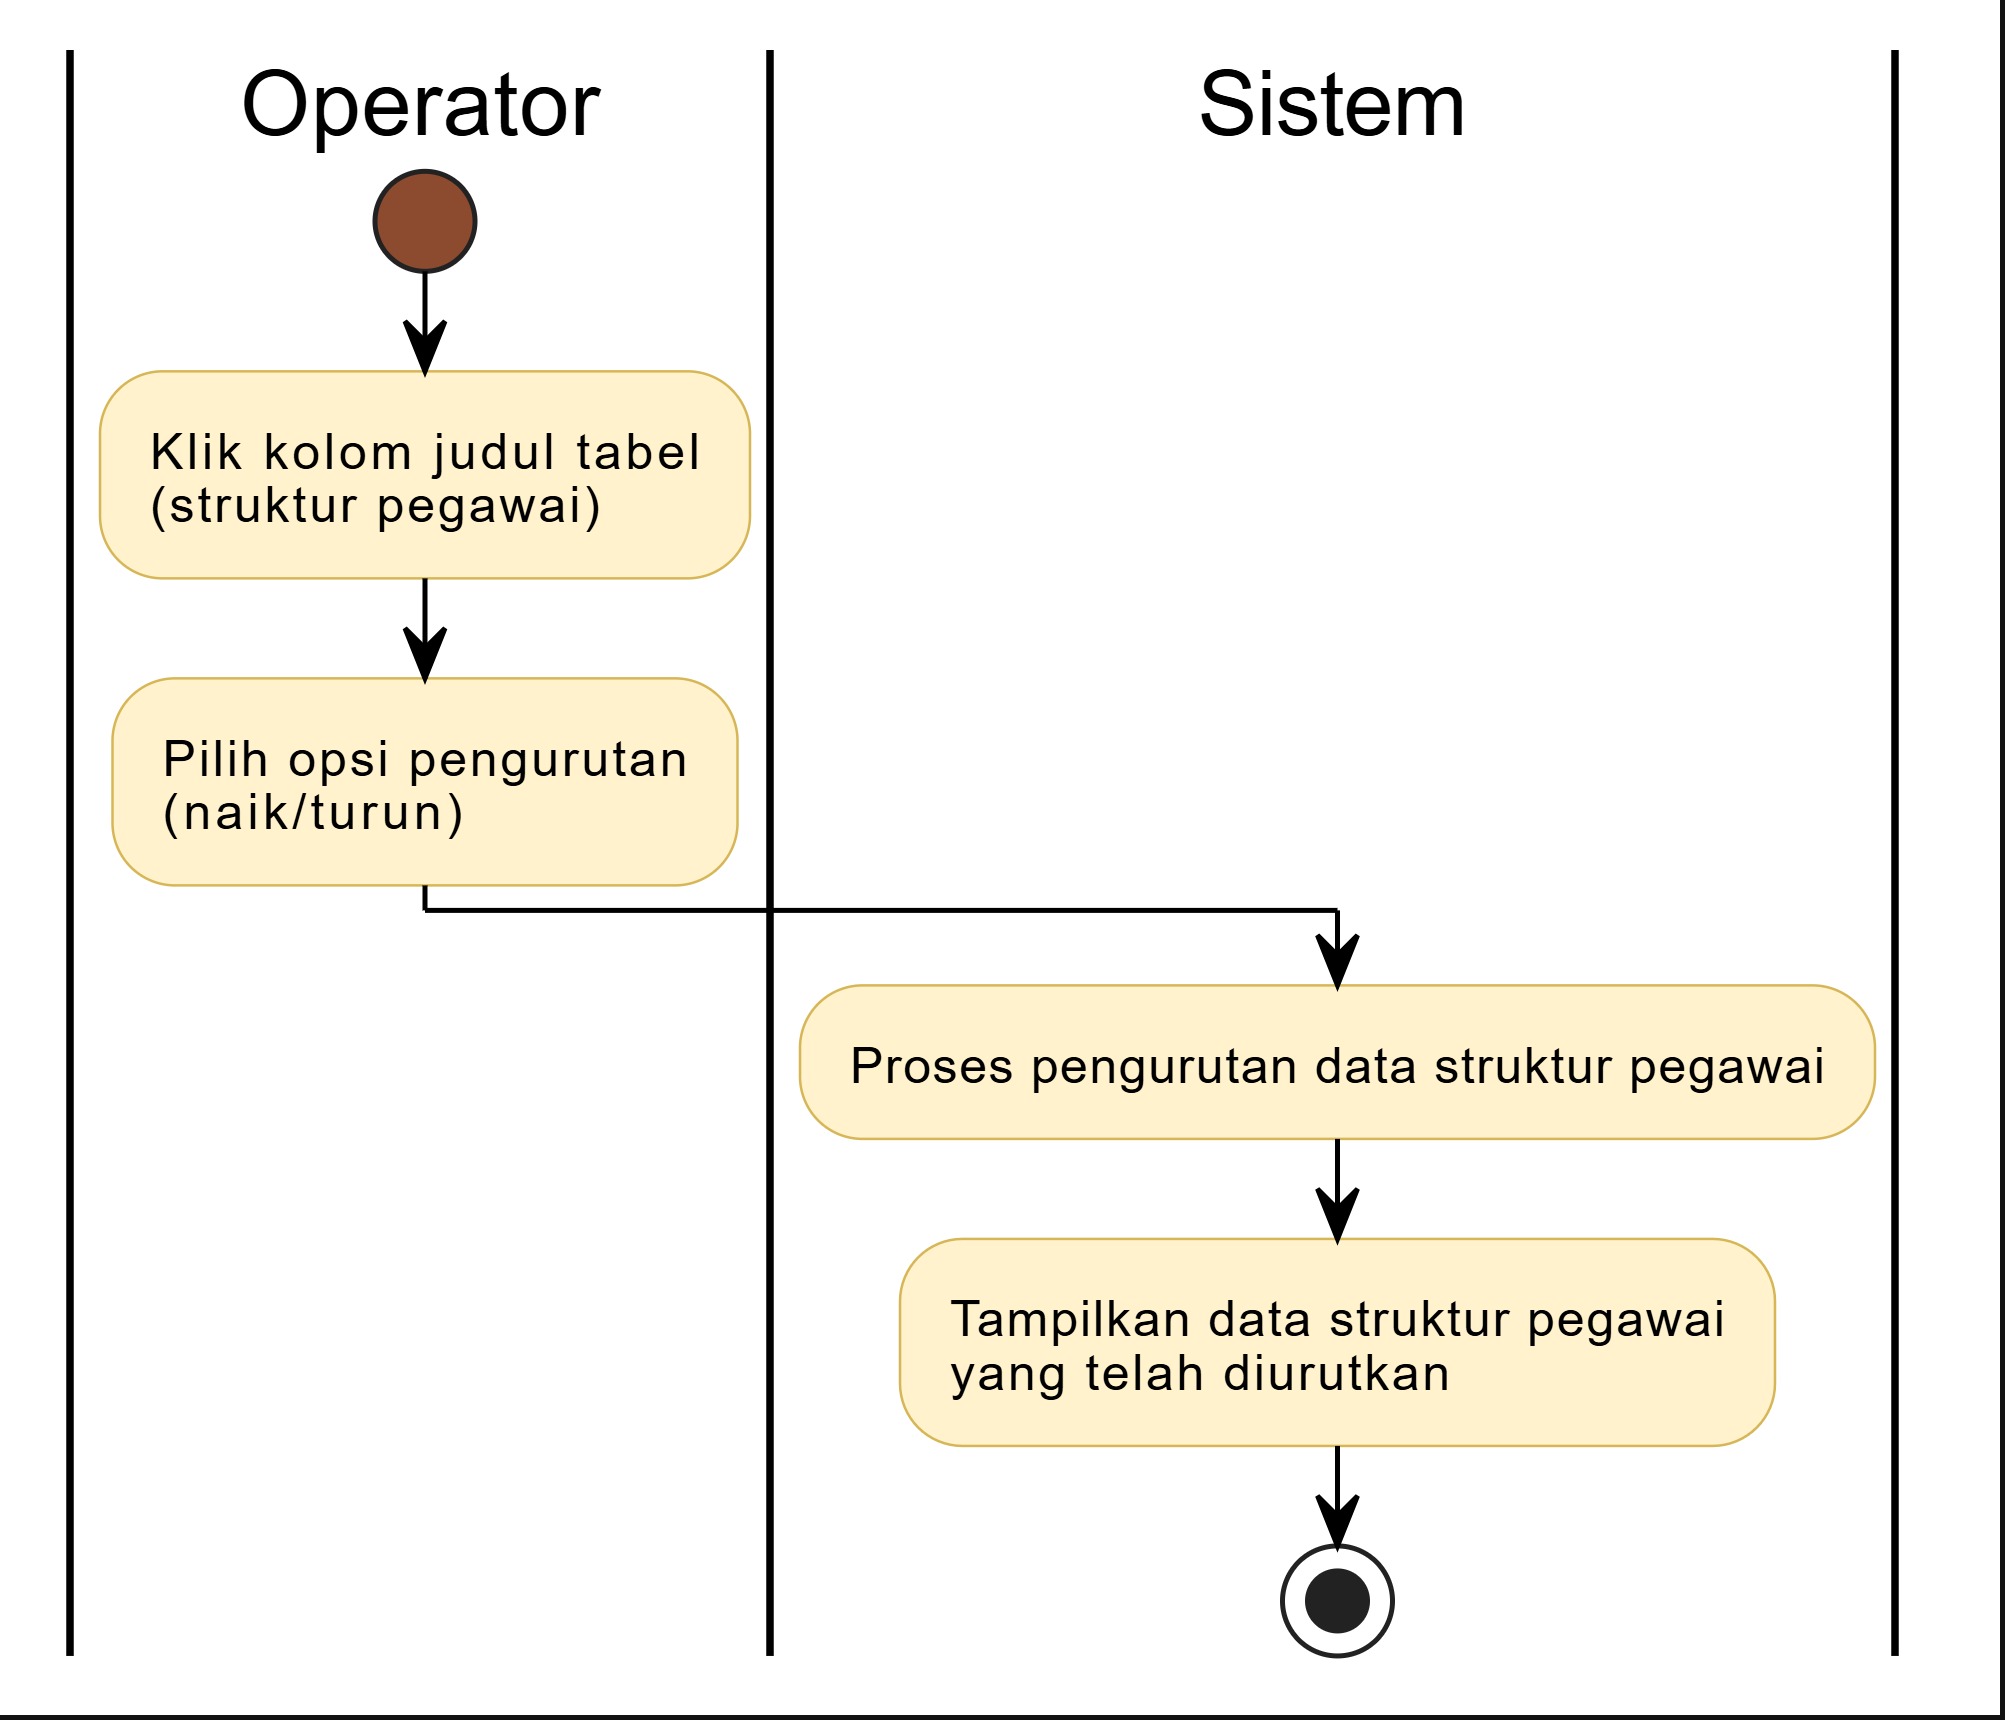 Operator
Sistem
Klik kolom judul tabel
(struktur pegawai)
Pilih opsi pengurutan
(naik/turun)
Proses pengurutan data struktur pegawai
Tampilkan data struktur pegawai
yang telah diurutkan